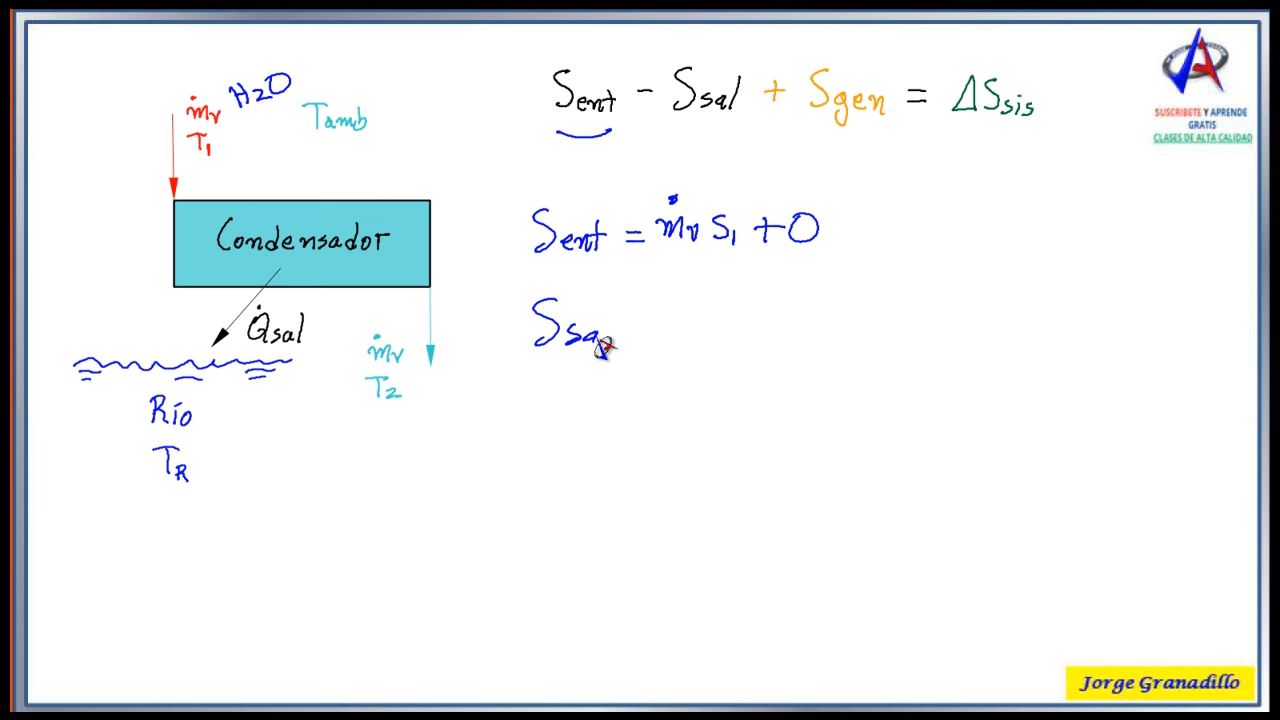 ṁv H2O
T1
Tamb
Condensador
Q̇sal
ṁv
T2
Río
TR
Sent - Ssal + Sgen = ΔSsis
Sent = ṁv S1 + 0
Ssa
SUSCRIBETE Y APRENDE
GRATIS
CLASES DE ALTA CALIDAD
Jorge Granadillo